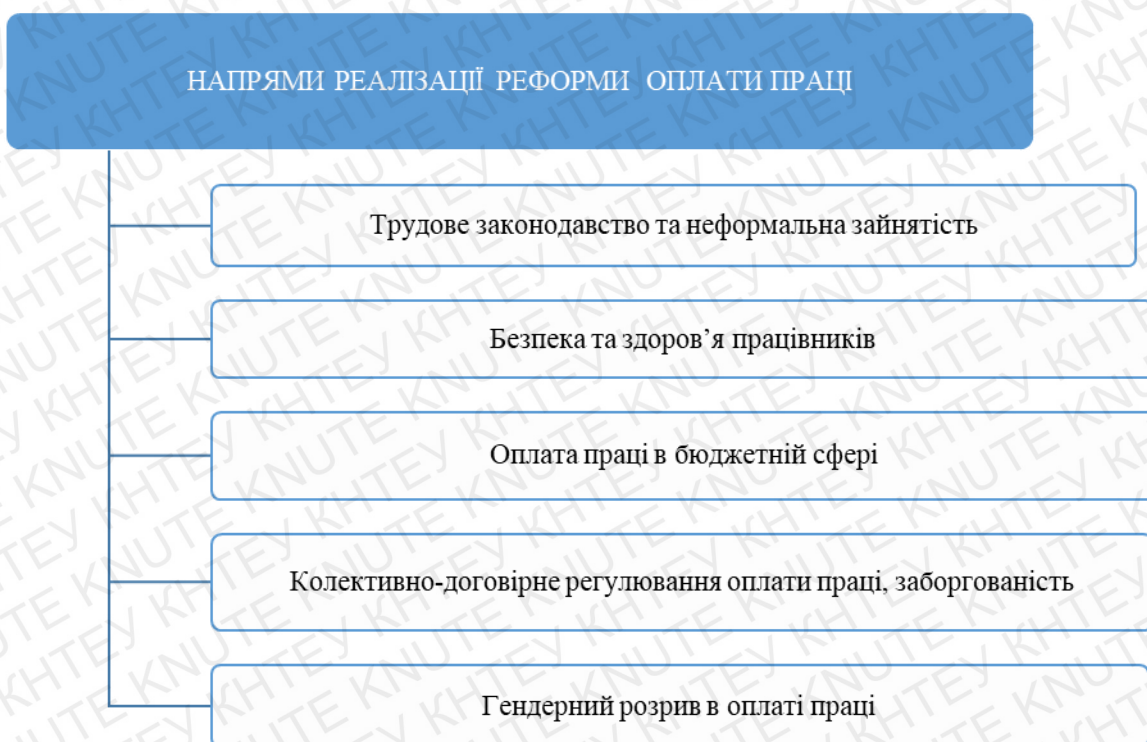 НАПРЯМИ РЕАЛІЗАЦІЇ РЕФОРМИ ОПЛАТИ ПРАЦІ
Трудове законодавство та неформальна зайнятість
Безпека та здоров’я працівників
Оплата праці в бюджетній сфері
Колективно-договірне регулювання оплати праці, заборгованість
Гендерний розрив в оплаті праці